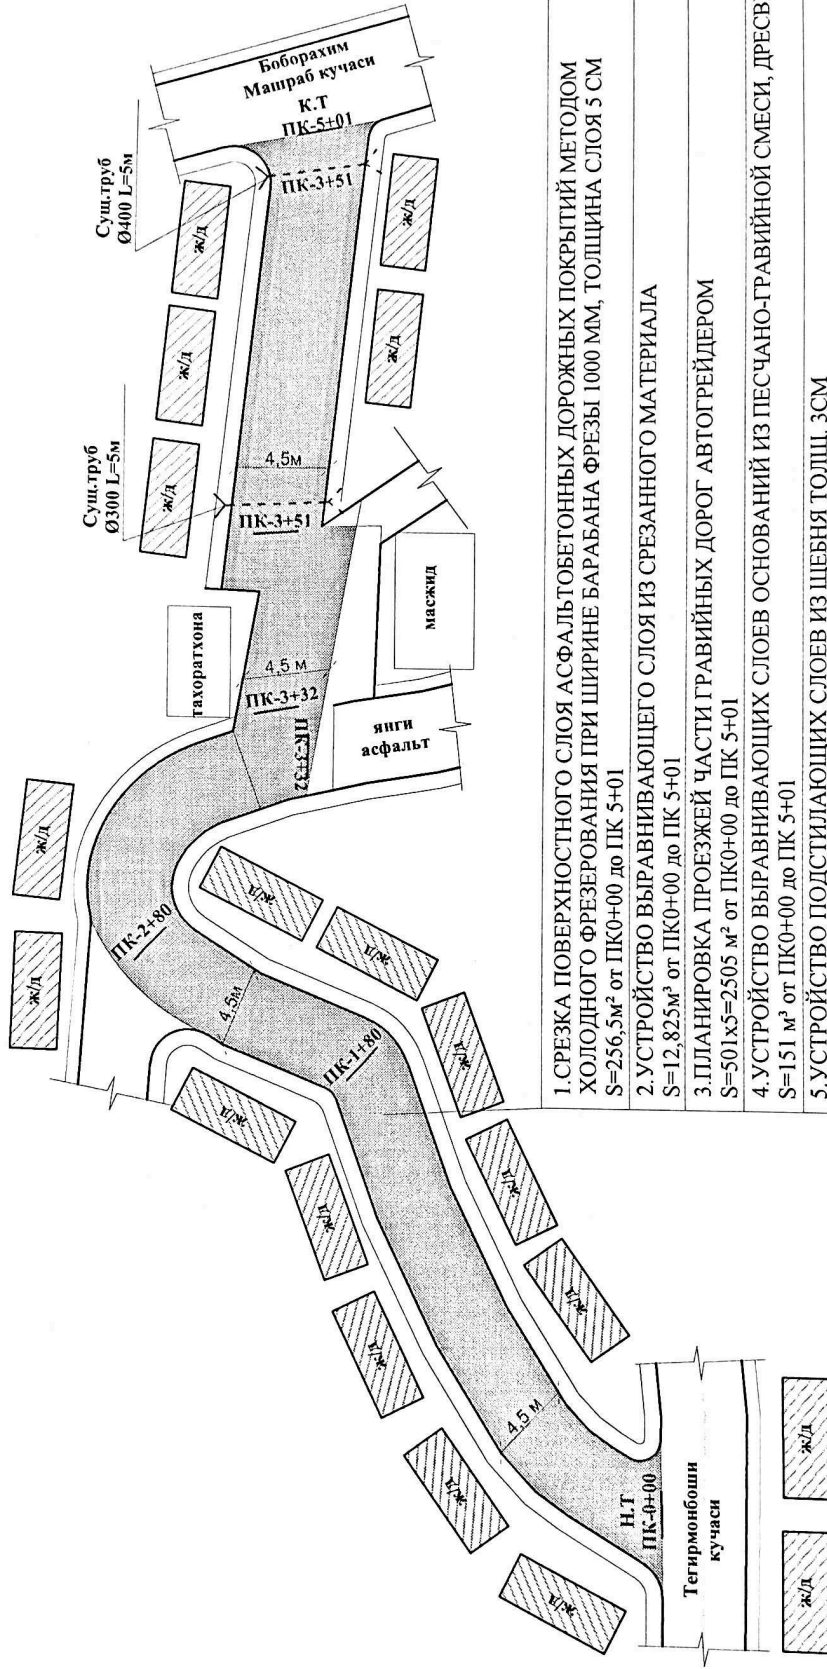 Боборахим
Машраб кучаси
К.Т
ПК-5+01
Сущ.труб
Ø400 L=5м
ПК-3+51
ж/д
ж/д
ж/д
ж/д
ж/д
Сущ.труб
Ø300 L=5м
4,5м
ПК-3+51
тахоратхона
масжид
4,5 м
ПК-3+32
ПК-3+32
янги
асфальт
ж/д
ж/д
ПК-2+80
4,5м
ж/д
ж/д
ПК-1+80
ж/д
ж/д
ж/д
ж/д
ж/д
ж/д
ж/д
ж/д
4,5 м
Н.Т
ПК-0+00
Тегирмонбоши
кучаси
ж/д
ж/д
1.СРЕЗКА ПОВЕРХНОСТНОГО СЛОЯ АСФАЛЬТОБЕТОННЫХ ДОРОЖНЫХ ПОКРЫТИЙ МЕТОДОМ
ХОЛОДНОГО ФРЕЗЕРОВАНИЯ ПРИ ШИРИНЕ БАРАБАНА ФРЕЗЫ 1000 ММ, ТОЛЩИНА СЛОЯ 5 СМ
S=256,5м² от ПК0+00 до ПК 5+01
2.УСТРОЙСТВО ВЫРАВНИВАЮЩЕГО СЛОЯ ИЗ СРЕЗАННОГО МАТЕРИАЛА
S=12,825м³ от ПК0+00 до ПК 5+01
3.ПЛАНИРОВКА ПРОЕЗЖЕЙ ЧАСТИ ГРАВИЙНЫХ ДОРОГ АВТОГРЕЙДЕРОМ
S=501x5=2505 м² от ПК0+00 до ПК 5+01
4.УСТРОЙСТВО ВЫРАВНИВАЮЩИХ СЛОЕВ ОСНОВАНИЙ ИЗ ПЕСЧАНО-ГРАВИЙНОЙ СМЕСИ, ДРЕСВ
S=151 м³ от ПК0+00 до ПК 5+01
5.УСТРОЙСТВО ПОДСТИЛАЮЩИХ СЛОЕВ ИЗ ЩЕБНЯ ТОЛЩ. 3СМ